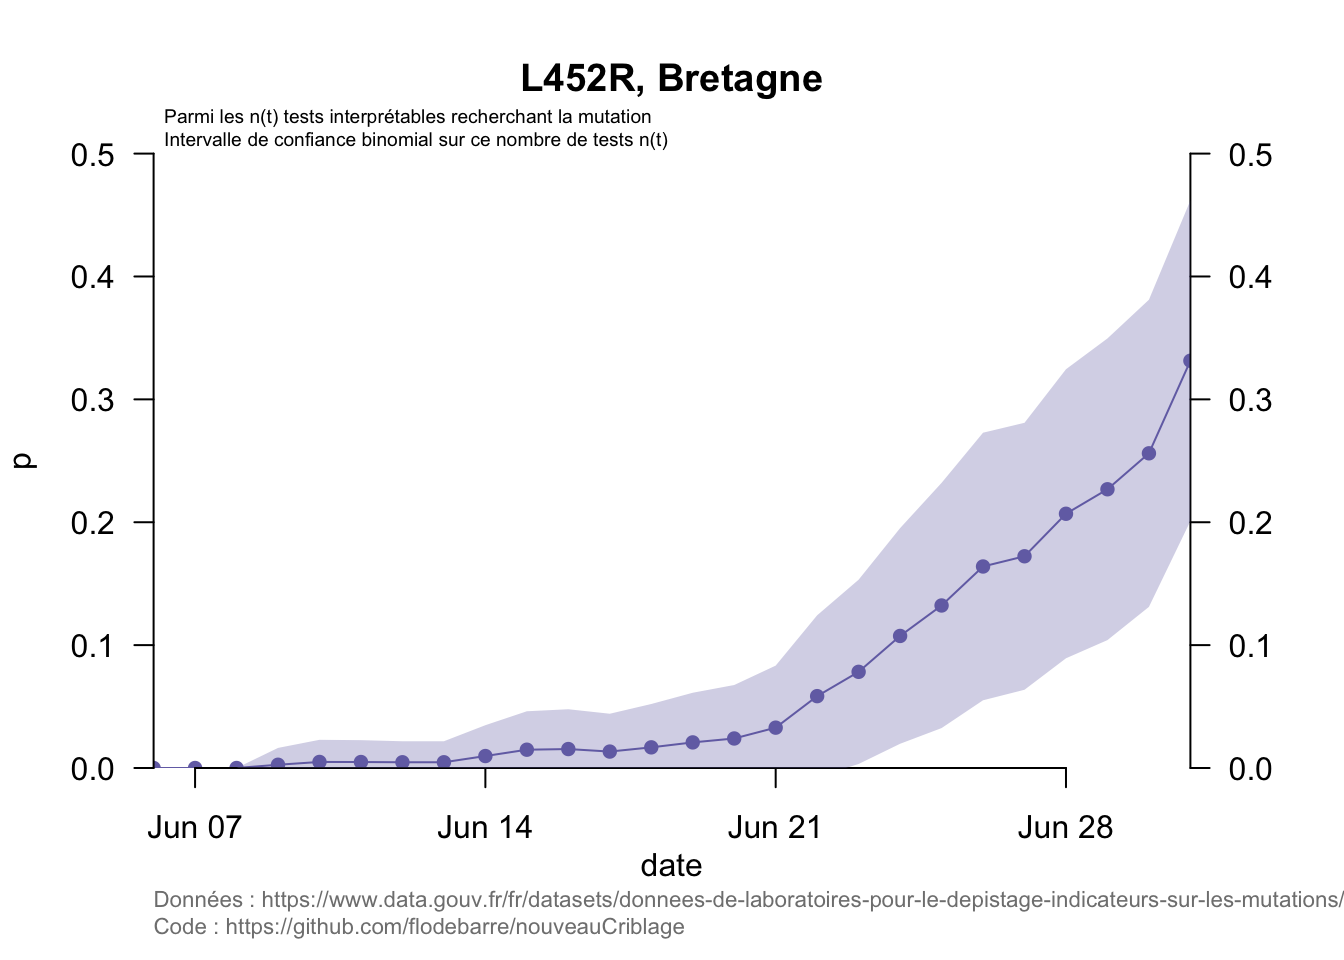 L452R, Bretagne
Parmi les n(t) tests interprétables recherchant la mutation
Intervalle de confiance binomial sur ce nombre de tests n(t)
0.5
0.4
0.3
0.2
0.1
0.0
p
0.5
0.4
0.3
0.2
0.1
0.0
Jun 07 Jun 14 Jun 21 Jun 28
date
Données : https://www.data.gouv.fr/fr/datasets/donnees-de-laboratoires-pour-le-depistage-indicateurs-sur-les-mutations/
Code : https://github.com/flodebarre/nouveauCriblage